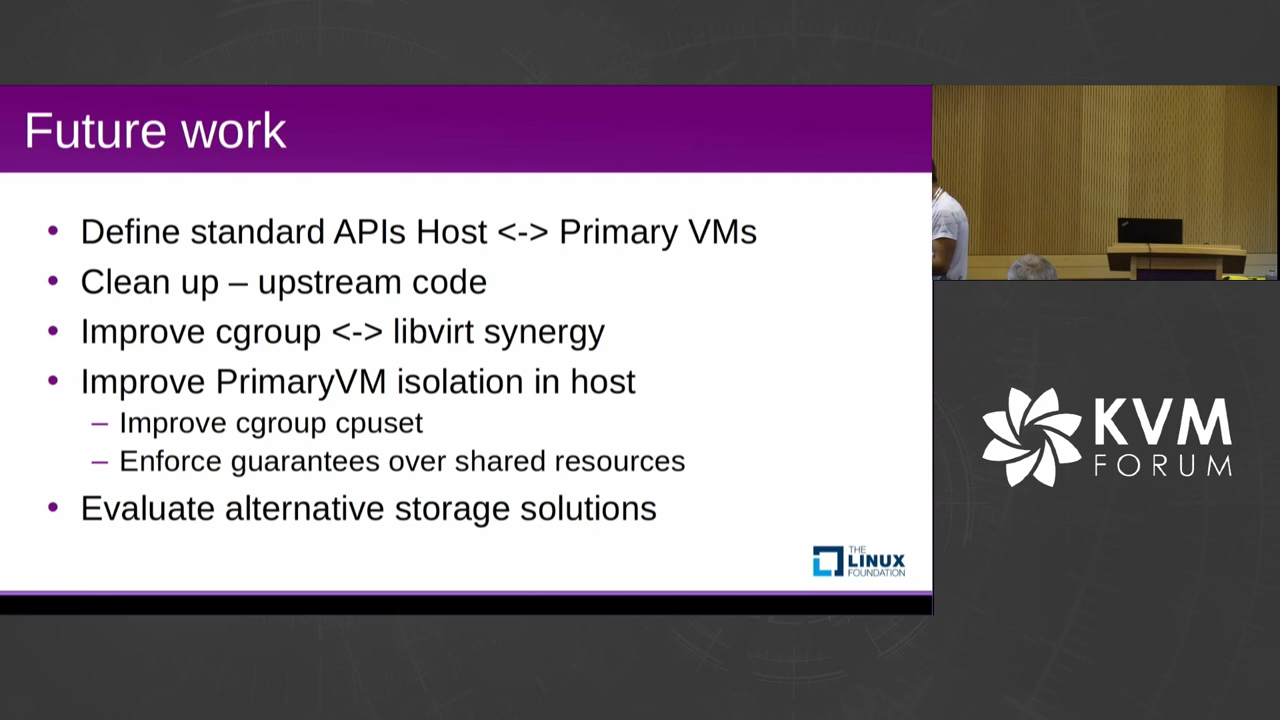 Future work
• Define standard APIs Host <-> Primary VMs
• Clean up – upstream code
• Improve cgroup <-> libvirt synergy
• Improve PrimaryVM isolation in host
– Improve cgroup cpuset
– Enforce guarantees over shared resources
• Evaluate alternative storage solutions
THE
LINUX
FOUNDATION
KVM
FORUM